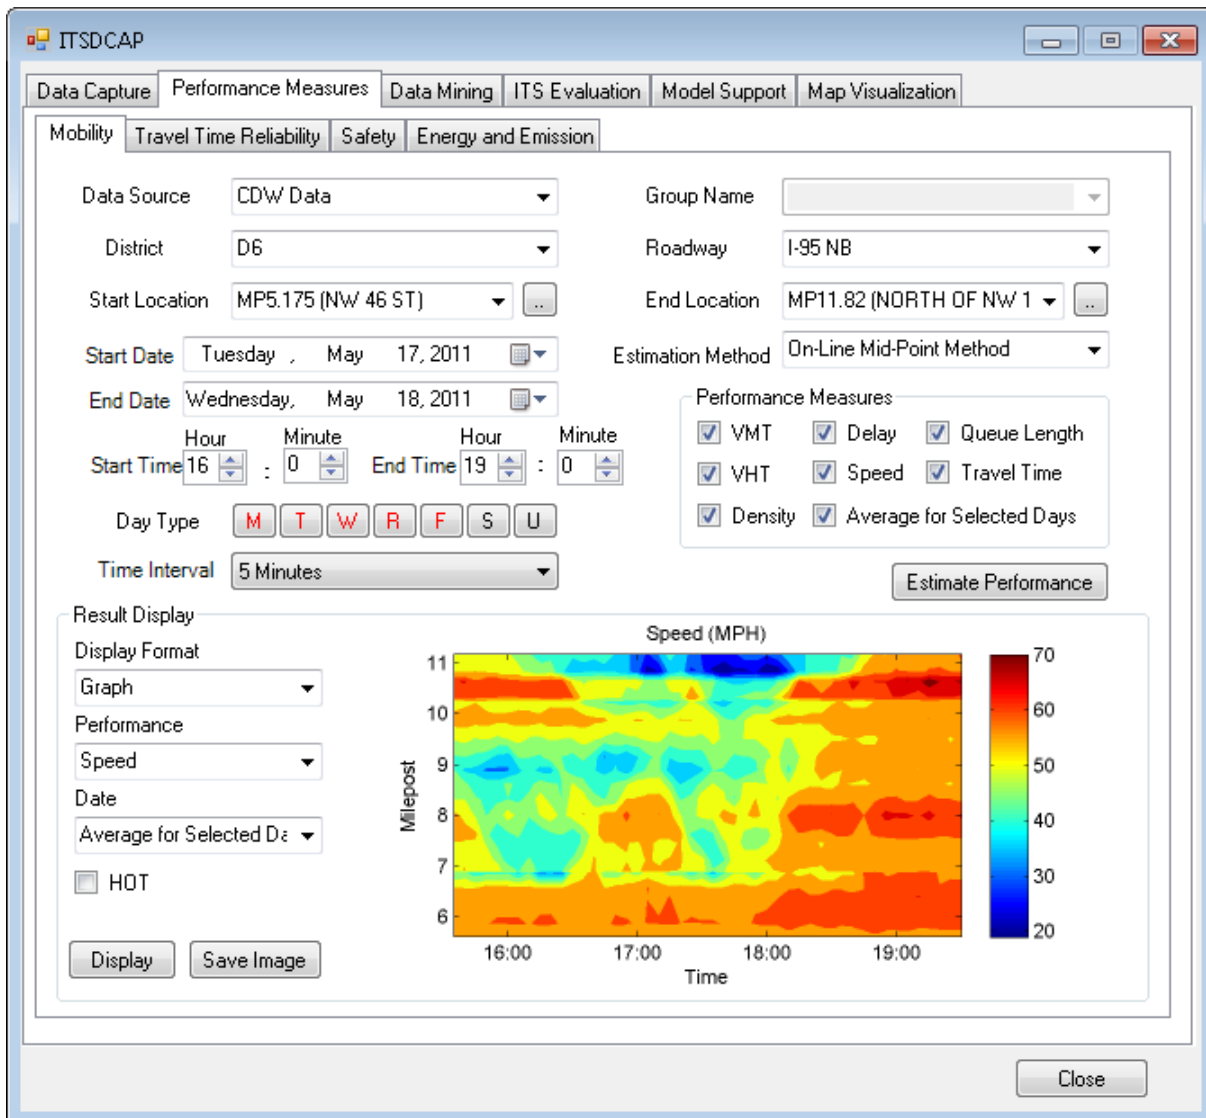 ITSDCAP
Data Capture Performance Measures Data Mining ITS Evaluation Model Support Map Visualization
Mobility Travel Time Reliability Safety Energy and Emission
Data Source CDW Data Group Name
District D6 Roadway I-95 NB
Start Location MP5.175 (NW 46 ST) .. End Location MP11.82 (NORTH OF NW 1 ..
Start Date Tuesday , May 17, 2011 Estimation Method On-Line Mid-Point Method
End Date Wednesday, May 18, 2011 Performance Measures
Hour Minute Hour Minute VMT Delay Queue Length
Start Time 16 : 0 End Time 19 : 0 VHT Speed Travel Time
Day Type M T W R F S U Density Average for Selected Days
Time Interval 5 Minutes Estimate Performance
Result Display
Display Format
Graph
Performance
Speed
Date
Average for Selected Da
HOT
Display Save Image
Speed (MPH)
11
10
9
8
7
6
Milepost
16:00 17:00 18:00 19:00
Time
70
60
50
40
30
20
Close